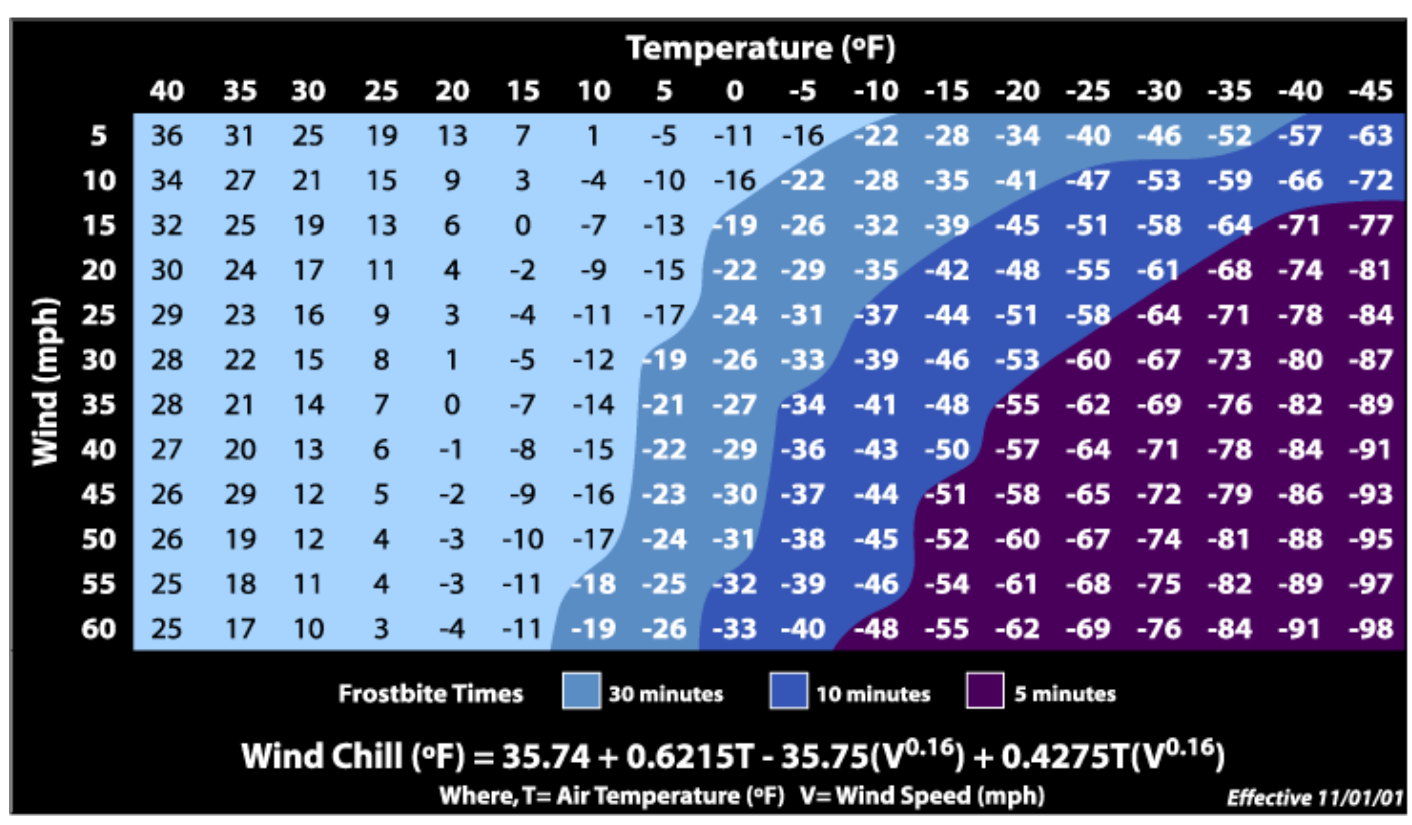 Temperature (ºF)
40 35 30 25 20 15 10 5 0 -5 -10 -15 -20 -25 -30 -35 -40 -45
Wind (mph)
5 36 31 25 19 13 7 1 -5 -11 -16 -22 -28 -34 -40 -46 -52 -57 -63
10 34 27 21 15 9 3 -4 -10 -16 -22 -28 -35 -41 -47 -53 -59 -66 -72
15 32 25 19 13 6 0 -7 -13 -19 -26 -32 -39 -45 -51 -58 -64 -71 -77
20 30 24 17 11 4 -2 -9 -15 -22 -29 -35 -42 -48 -55 -61 -68 -74 -81
25 29 23 16 9 3 -4 -11 -17 -24 -31 -37 -44 -51 -58 -64 -71 -78 -84
30 28 22 15 8 1 -5 -12 -19 -26 -33 -39 -46 -53 -60 -67 -73 -80 -87
35 28 21 14 7 0 -7 -14 -21 -27 -34 -41 -48 -55 -62 -69 -76 -82 -89
40 27 20 13 6 -1 -8 -15 -22 -29 -36 -43 -50 -57 -64 -71 -78 -84 -91
45 26 29 12 5 -2 -9 -16 -23 -30 -37 -44 -51 -58 -65 -72 -79 -86 -93
50 26 19 12 4 -3 -10 -17 -24 -31 -38 -45 -52 -60 -67 -74 -81 -88 -95
55 25 18 11 4 -3 -11 -18 -25 -32 -39 -46 -54 -61 -68 -75 -82 -89 -97
60 25 17 10 3 -4 -11 -19 -26 -33 -40 -48 -55 -62 -69 -76 -84 -91 -98
Frostbite Times 30 minutes 10 minutes 5 minutes
Wind Chill (ºF) = 35.74 + 0.6215T - 35.75(V^0.16) + 0.4275T(V^0.16)
Where, T= Air Temperature (ºF) V= Wind Speed (mph) Effective 11/01/01